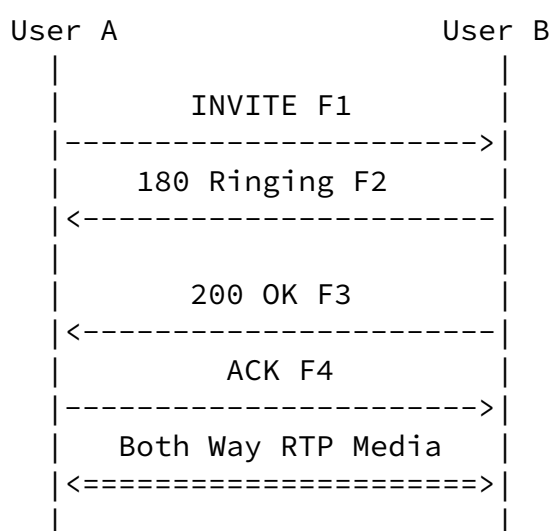 User A User B
INVITE F1
180 Ringing F2
200 OK F3
ACK F4
Both Way RTP Media